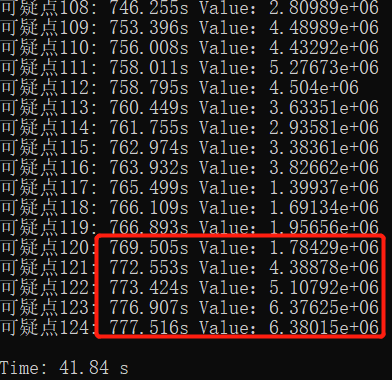 可疑点108: 746.255s Value：2.80989e+06
可疑点109: 753.396s Value：4.48989e+06
可疑点110: 756.008s Value：4.43292e+06
可疑点111: 758.011s Value：5.27673e+06
可疑点112: 758.795s Value：4.504e+06
可疑点113: 760.449s Value：3.63351e+06
可疑点114: 761.755s Value：2.93581e+06
可疑点115: 762.974s Value：3.38361e+06
可疑点116: 763.932s Value：3.82662e+06
可疑点117: 765.499s Value：1.39937e+06
可疑点118: 766.109s Value：1.69134e+06
可疑点119: 766.893s Value：1.95656e+06
可疑点120: 769.505s Value：1.78429e+06
可疑点121: 772.553s Value：4.38878e+06
可疑点122: 773.424s Value：5.10792e+06
可疑点123: 776.907s Value：6.37625e+06
可疑点124: 777.516s Value：6.38015e+06
Time: 41.84 s